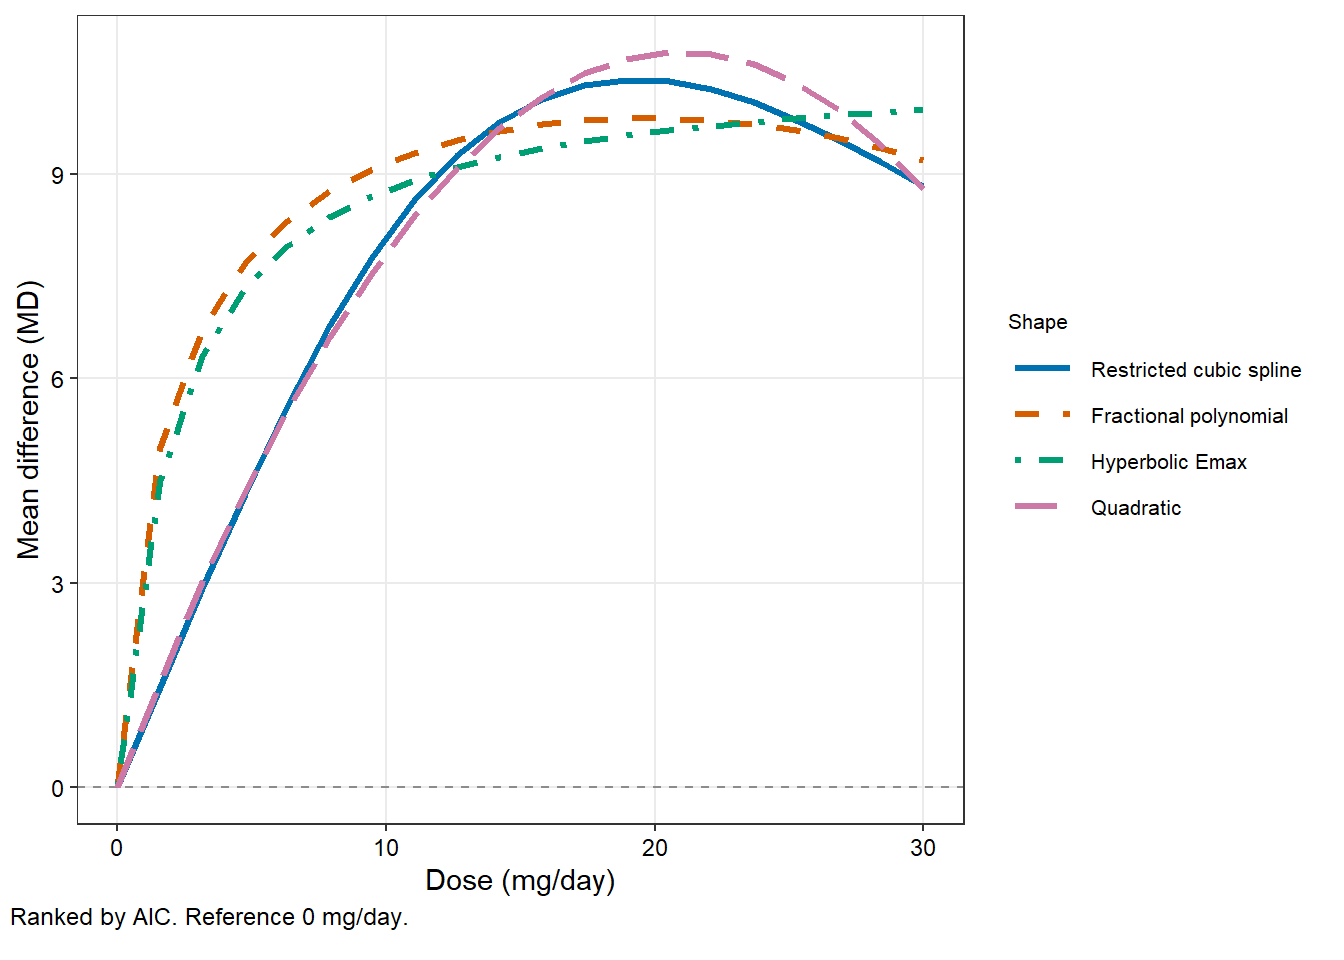 Mean difference (MD)
9
6
3
0
0 10 20 30
Dose (mg/day)
Shape
Restricted cubic spline
Fractional polynomial
Hyperbolic Emax
Quadratic
Ranked by AIC. Reference 0 mg/day.